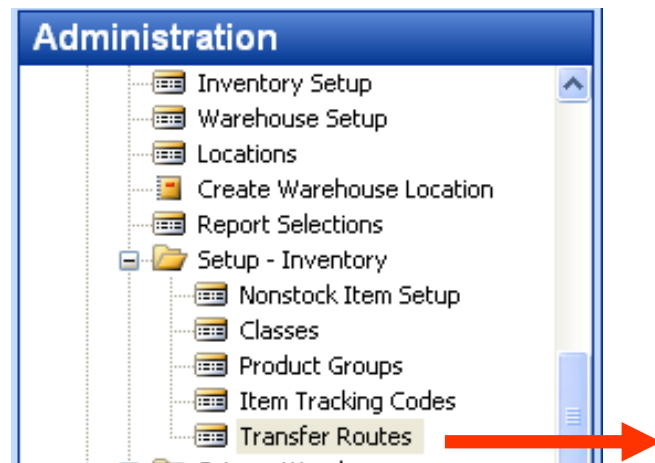 Administration
Inventory Setup
Warehouse Setup
Locations
Create Warehouse Location
Report Selections
Setup - Inventory
Nonstock Item Setup
Classes
Product Groups
Item Tracking Codes
Transfer Routes